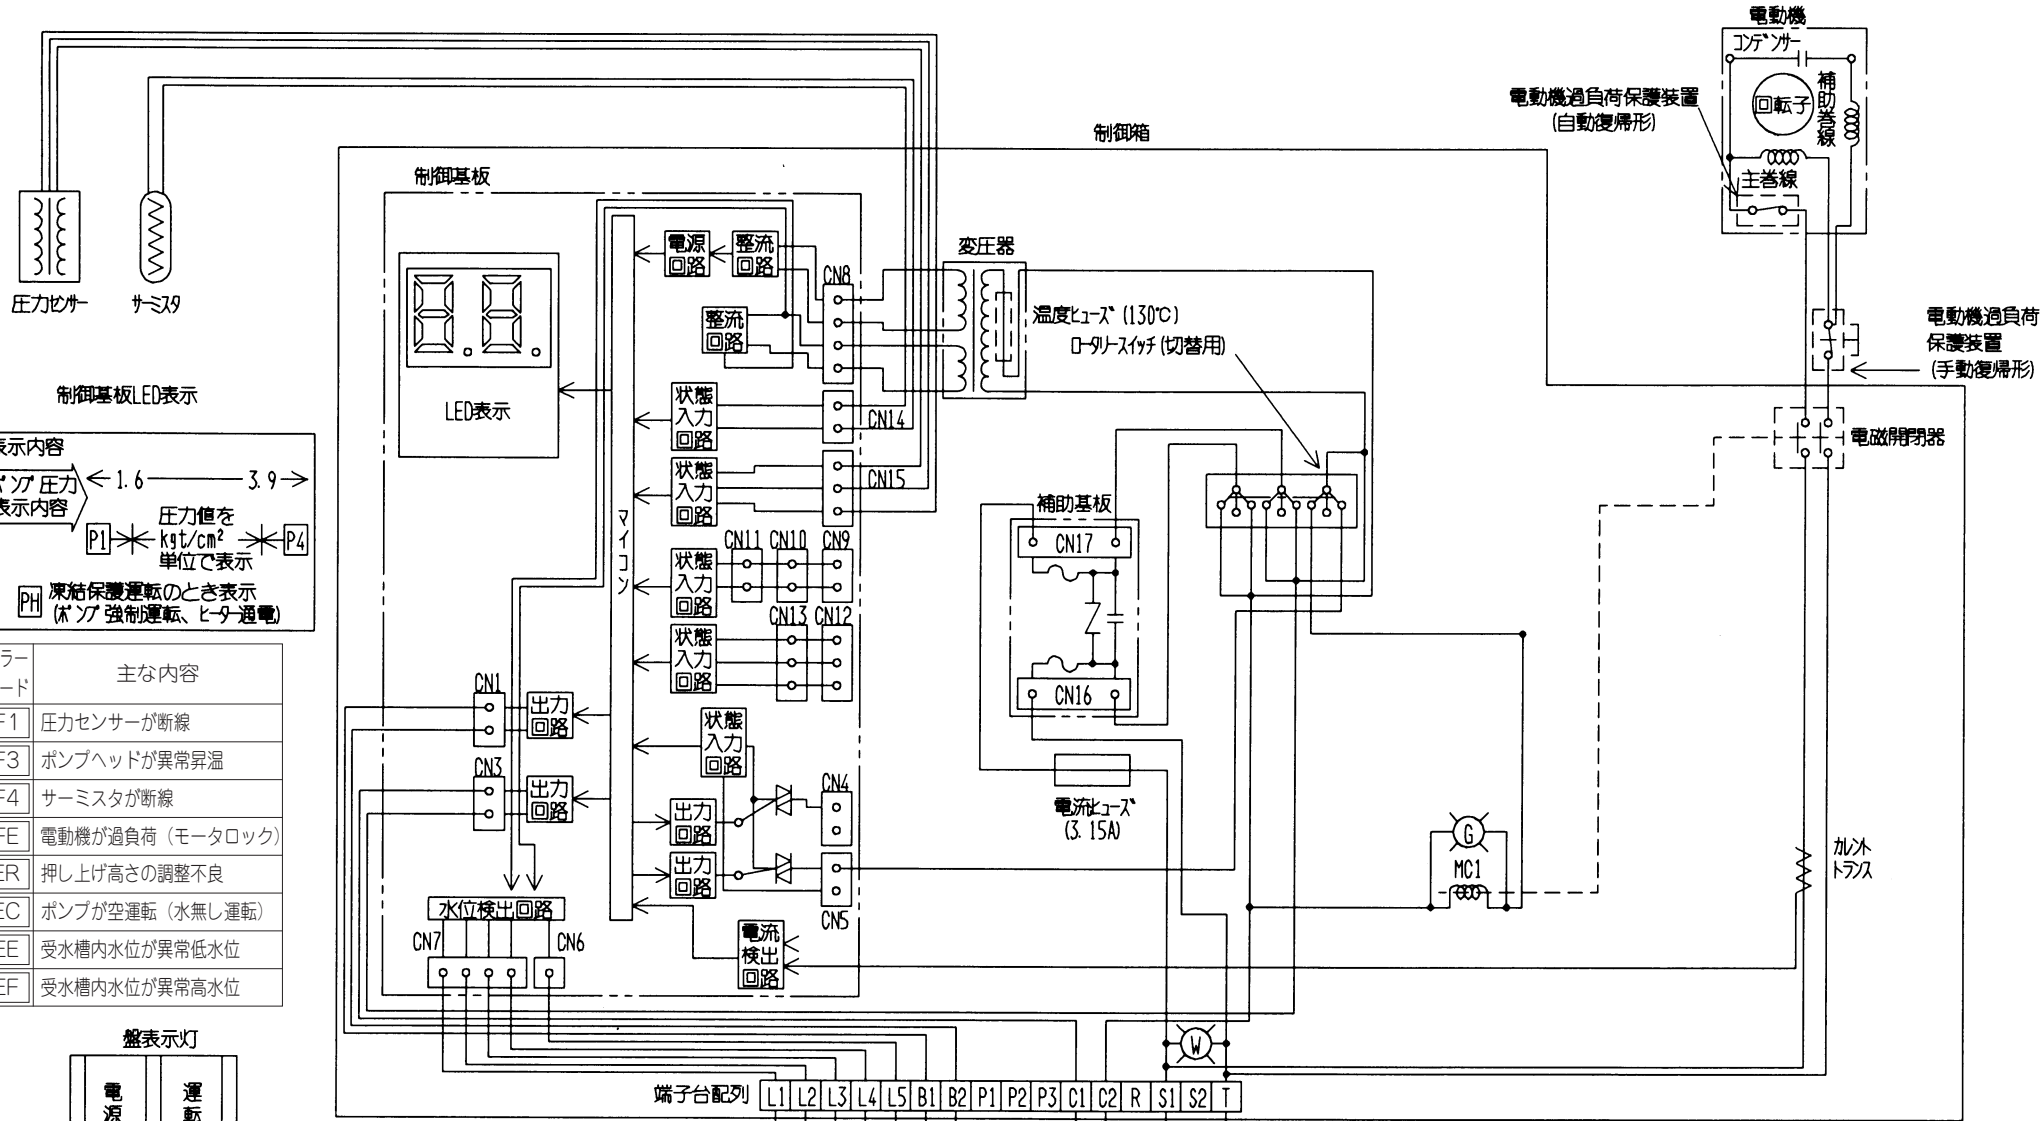 電動機
コンデンサー
回転子
補助巻線
主巻線
電動機過負荷保護装置
(自動復帰形)
制御箱
制御基板
圧力センサー
サーミスタ
電源回路
整流回路
CN8
変圧器
整流回路
温度ヒューズ(130℃)
ロータリースイッチ(切替用)
電動機過負荷
保護装置
(手動復帰形)
LED表示
状態入力回路
CN14
電磁開閉器
状態入力回路
CN15
マイコン
補助基板
CN17
CN11
CN10
CN9
状態入力回路
CN13
CN12
状態入力回路
CN16
制御基板LED表示
表示内容
ポンプ圧力
1.6
3.9
表示内容
P1
圧力値を
kgf/cm²
単位で表示
P4
PH
凍結保護運転のとき表示
(ポンプ強制運転、ヒーター通電)
主な内容
F1 圧力センサーが断線
F3 ポンプヘッドが異常昇温
F4 サーミスタが断線
FE 電動機が過負荷(モータロック)
ER 押し上げ高さの調整不良
EC ポンプが空運転(水無し運転)
EE 受水槽内水位が異常低水位
EF 受水槽内水位が異常高水位
CN1
出力回路
CN3
出力回路
状態入力回路
出力回路
CN4
電流ヒューズ
(3.15A)
出力回路
CN5
G
MC1
カレント
トランス
水位検出回路
CN7
CN6
電流検出回路
W
盤表示灯
電源
運転
端子台配列
L1 L2 L3 L4 L5 B1 B2 P1 P2 P3 C1 C2 R S1 S2 T